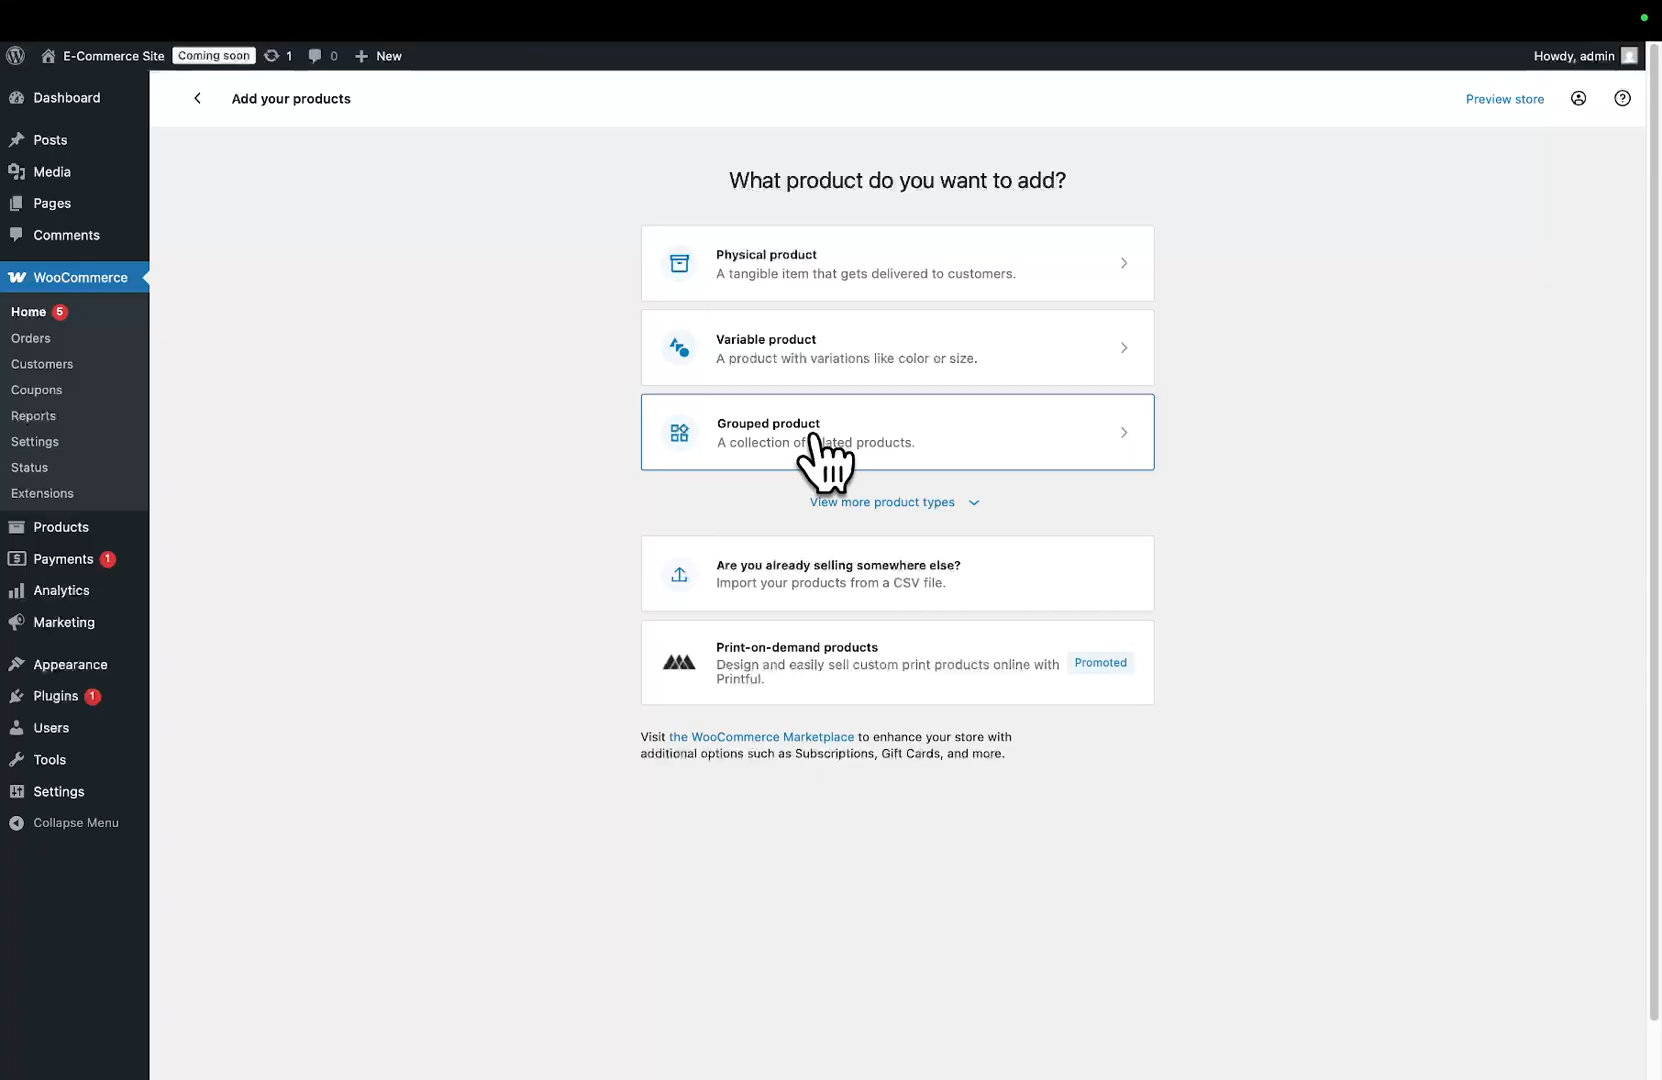 E-Commerce Site Coming soon 1 0 New Howdy, admin
Dashboard
Posts
Media
Pages
Comments
WooCommerce
Home 5
Orders
Customers
Coupons
Reports
Settings
Status
Extensions
Products
Payments 1
Analytics
Marketing
Appearance
Plugins 1
Users
Tools
Settings
Collapse Menu
Add your products Preview store
What product do you want to add?
Physical product
A tangible item that gets delivered to customers.
Variable product
A product with variations like color or size.
Grouped product
A collection of products.
View more product types
Are you already selling somewhere else?
Import your products from a CSV file.
Print-on-demand products
Design and easily sell custom print products online with
Printful.
Promoted
Visit the WooCommerce Marketplace to enhance your store with
additional options such as Subscriptions, Gift Cards, and more.